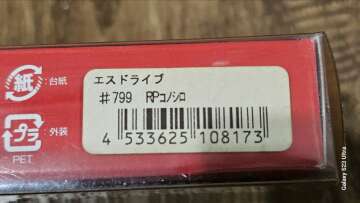 エスドライブ
#799 RPコノシロ
4 533625 108173
紙 :台紙
プラ :外装
PET
Galaxy S23 Ultra